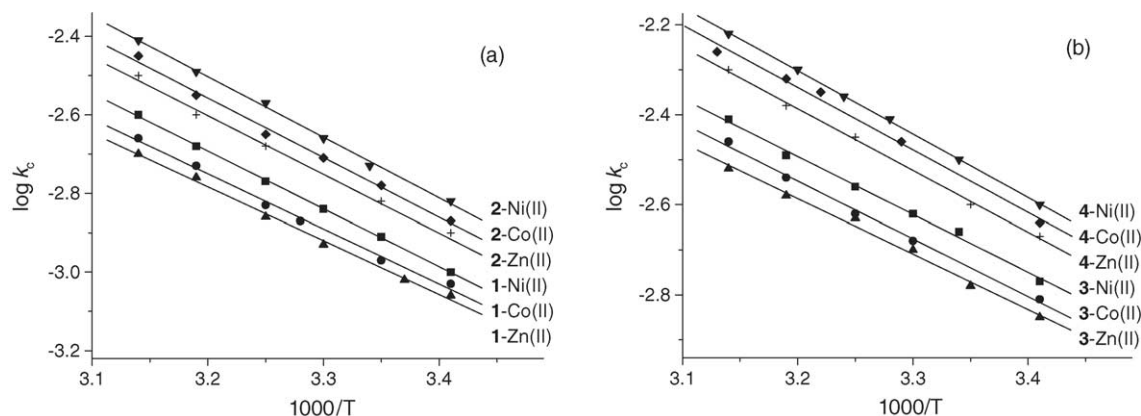 (a)
-2.4
-2.6
-2.8
-3.0
-3.2
log k_c
3.1
3.2
3.3
3.4
1000/T
2-Ni(II)
2-Co(II)
2-Zn(II)
1-Ni(II)
1-Co(II)
1-Zn(II)
(b)
-2.2
-2.4
-2.6
-2.8
log k_c
3.1
3.2
3.3
3.4
1000/T
4-Ni(II)
4-Co(II)
4-Zn(II)
3-Ni(II)
3-Co(II)
3-Zn(II)